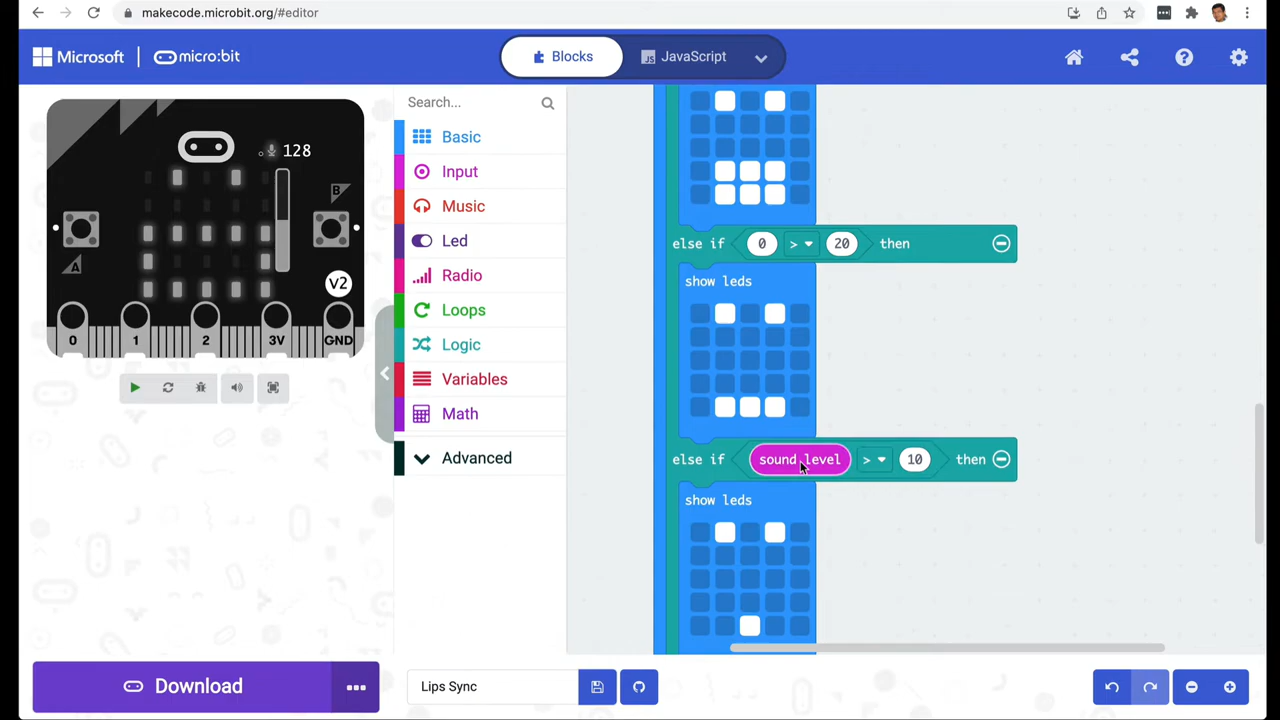 makecode.microbit.org/#editor
Microsoft
micro:bit
Blocks
JS JavaScript
128
B
A
V2
0 1 2 3V GND
Download
Search...
Basic
Input
Music
Led
Radio
Loops
Logic
Variables
Math
Advanced
else if 0 > 20 then
show leds
else if sound level > 10 then
show leds
Lips Sync